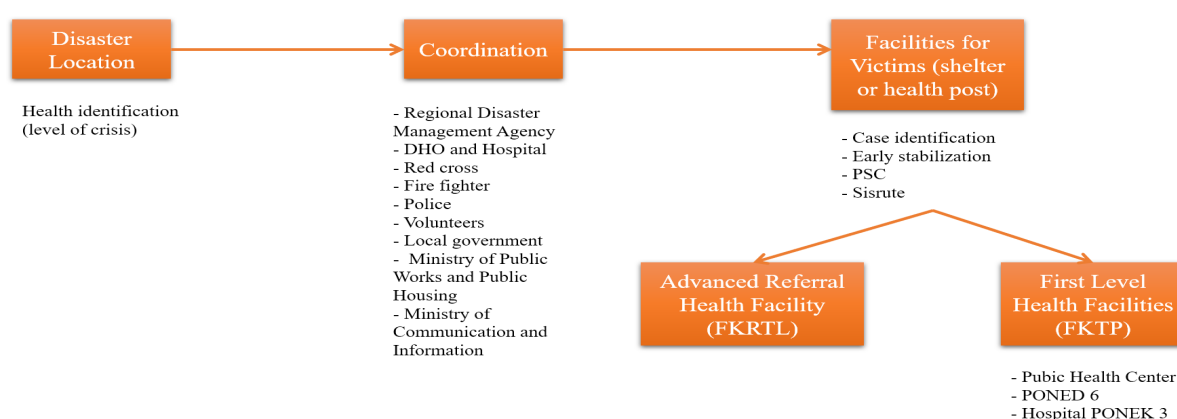 Disaster
Location
Health identification
(level of crisis)
Coordination
- Regional Disaster
Management Agency
- DHO and Hospital
- Red cross
- Fire fighter
- Police
- Volunteers
- Local government
-  Ministry of Public
Works and Public
Housing
- Ministry of
Communication and
Information
Facilities for
Victims (shelter
or health post)
- Case identification
- Early stabilization
- PSC
- Sisrute
Advanced Referral
Health Facility
(FKRTL)
First Level
Health Facilities
(FKTP)
- Pubic Health Center
- PONED 6
- Hospital PONEK 3